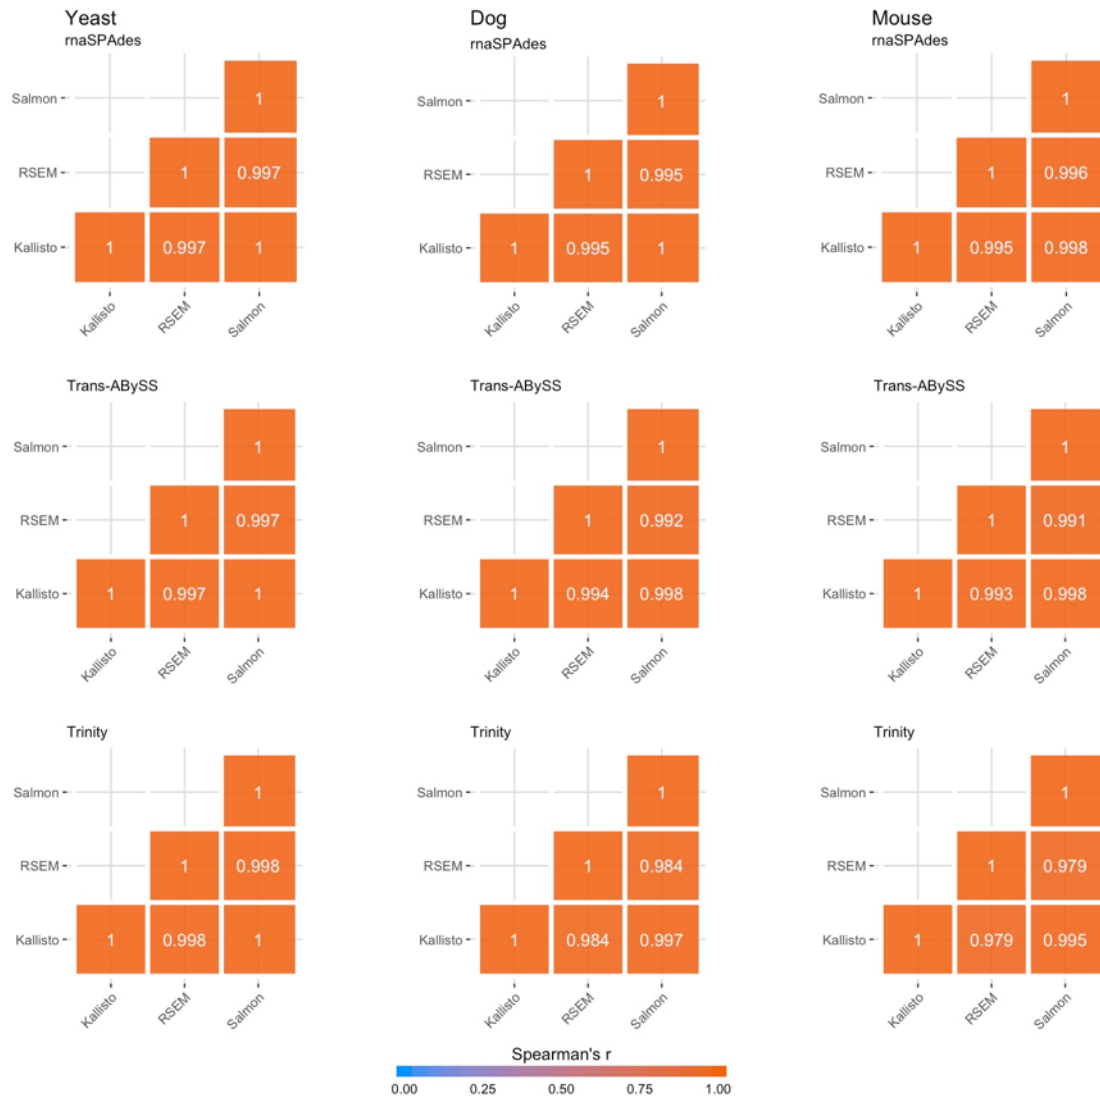 Yeast
Dog
Mouse
rnaSPAdes
rnaSPAdes
rnaSPAdes
Salmon 1
RSEM 1 0.997
Kallisto 1 0.997 1
Kallisto RSEM Salmon
Salmon 1
RSEM 1 0.995
Kallisto 1 0.995 1
Kallisto RSEM Salmon
Salmon 1
RSEM 1 0.996
Kallisto 1 0.995 0.998
Kallisto RSEM Salmon
Trans-ABySS
Salmon 1
RSEM 1 0.997
Kallisto 1 0.997 1
Kallisto RSEM Salmon
Trans-ABySS
Salmon 1
RSEM 1 0.992
Kallisto 1 0.994 0.998
Kallisto RSEM Salmon
Trans-ABySS
Salmon 1
RSEM 1 0.991
Kallisto 1 0.993 0.998
Kallisto RSEM Salmon
Trinity
Salmon 1
RSEM 1 0.998
Kallisto 1 0.998 1
Kallisto RSEM Salmon
Trinity
Salmon 1
RSEM 1 0.984
Kallisto 1 0.984 0.997
Kallisto RSEM Salmon
Trinity
Salmon 1
RSEM 1 0.979
Kallisto 1 0.979 0.995
Kallisto RSEM Salmon
Spearman's r
0.00 0.25 0.50 0.75 1.00